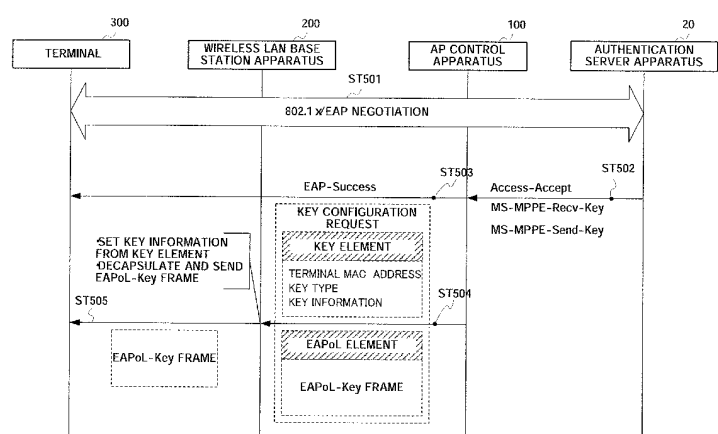 300
200
100
20
TERMINAL
WIRELESS LAN BASE
STATION APPARATUS
AP CONTROL
APPARATUS
AUTHENTICATION
SERVER APPARATUS
ST501
802.1 x/EAP NEGOTIATION
EAP-Success
ST503
ST502
Access-Accept
MS-MPPE-Recv-Key
MS-MPPE-Send-Key
KEY CONFIGURATION
REQUEST
KEY ELEMENT
TERMINAL MAC ADDRESS
KEY TYPE
KEY INFORMATION
·SET KEY INFORMATION
FROM KEY ELEMENT
·DECAPSULATE AND SEND
EAPoL-Key FRAME
ST505
ST504
EAPoL-Key FRAME
EAPoL ELEMENT
EAPoL-Key FRAME